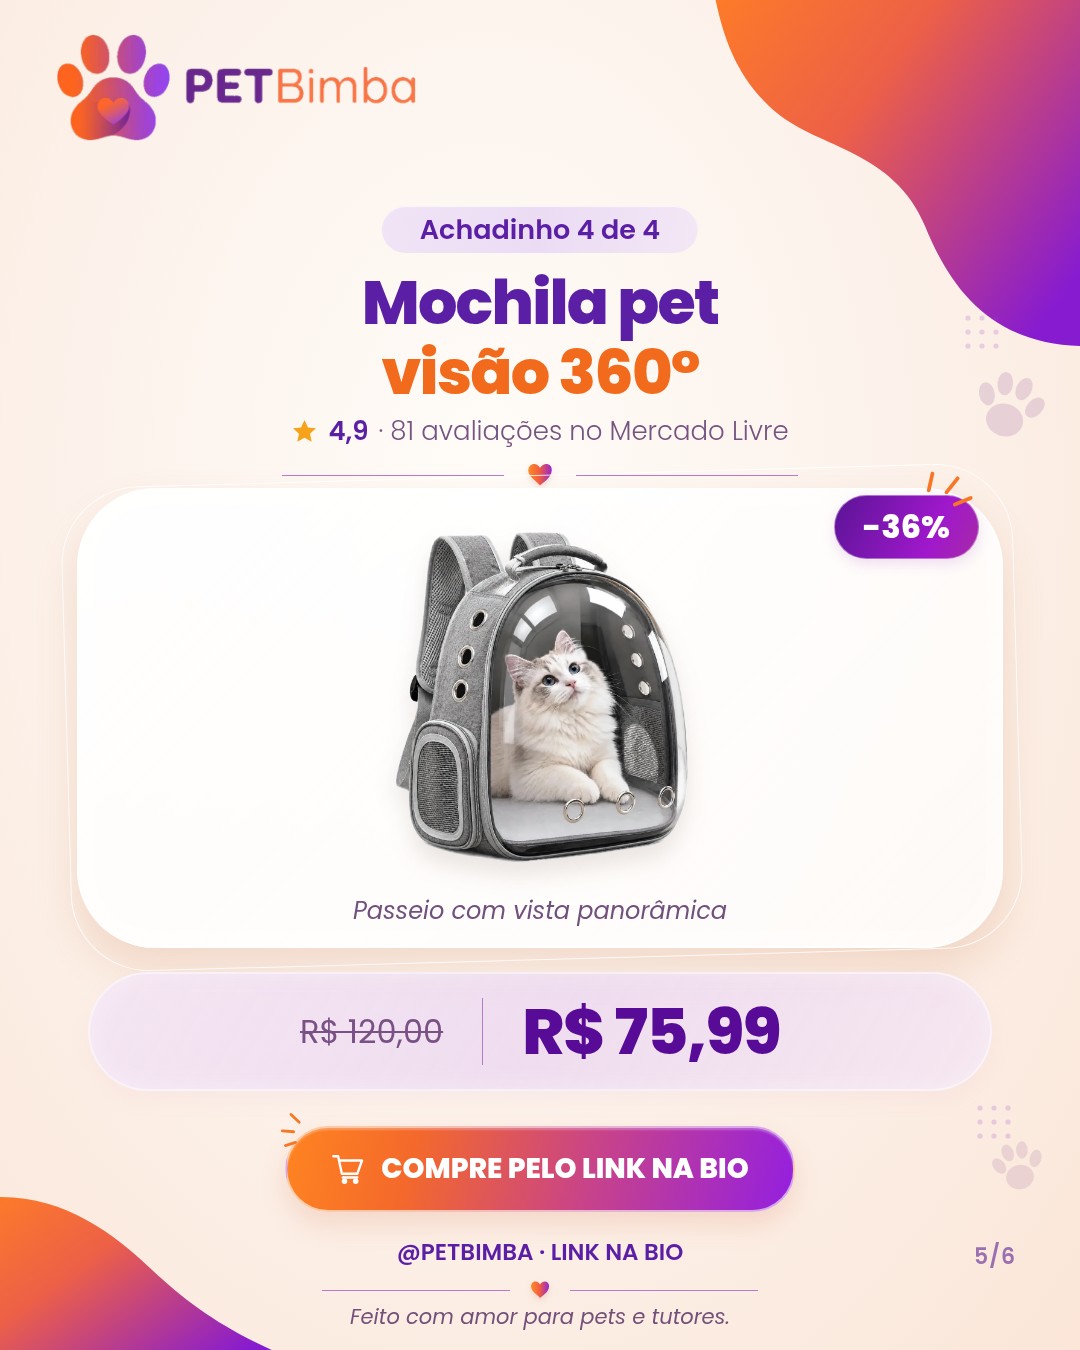 PETBimba
Achadinho 4 de 4
Mochila pet
visão 360º
4,9 · 81 avaliações no Mercado Livre
-36%
Passeio com vista panorâmica
R$ 120,00
R$ 75,99
COMPRE PELO LINK NA BIO
@PETBIMBA · LINK NA BIO
5/6
Feito com amor para pets e tutores.